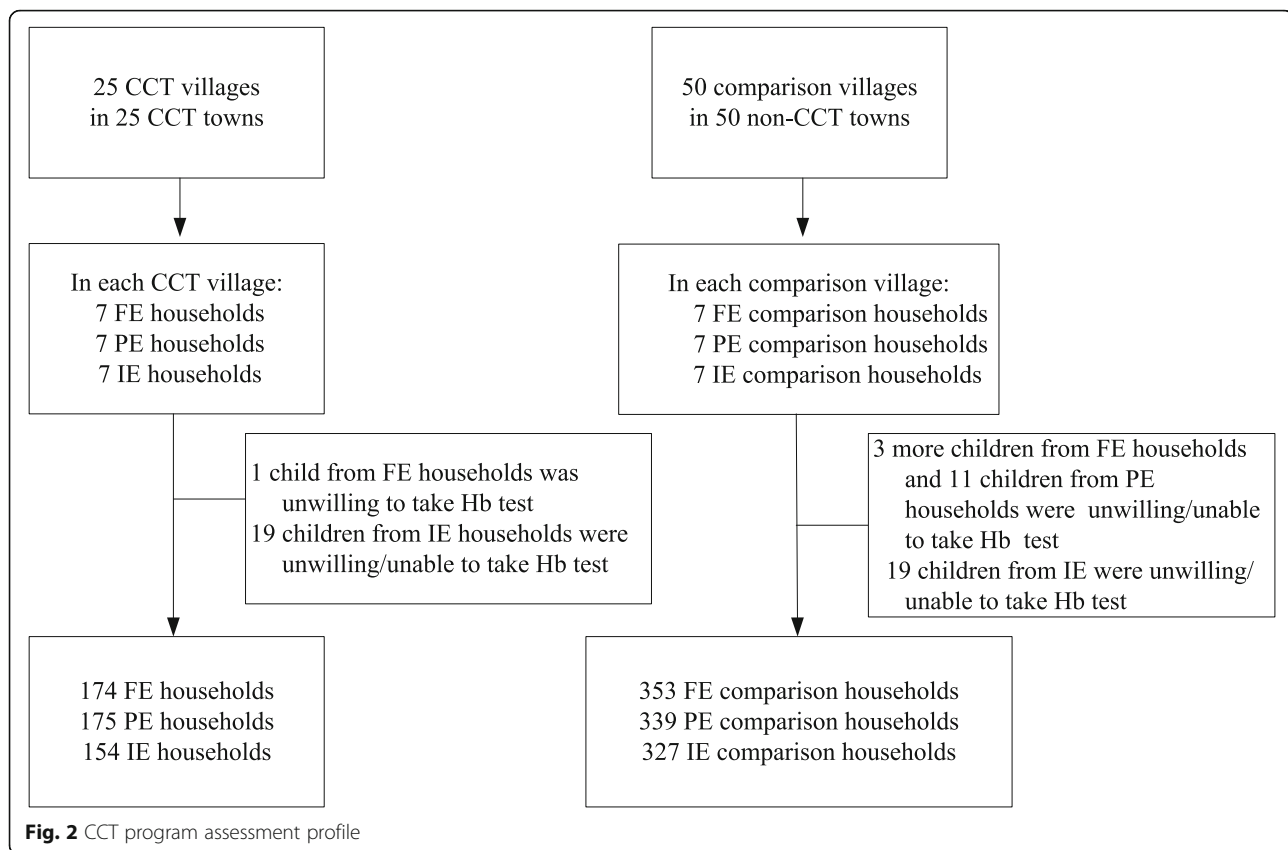 25 CCT villages
in 25 CCT towns
50 comparison villages
in 50 non-CCT towns
In each CCT village:
7 FE households
7 PE households
7 IE households
In each comparison village:
7 FE comparison households
7 PE comparison households
7 IE comparison households
1 child from FE households was
unwilling to take Hb test
19 children from IE households were
unwilling/unable to take Hb test
3 more children from FE households
and 11 children from PE
households were unwilling/unable
to take Hb test
19 children from IE were unwilling/
unable to take Hb test
174 FE households
175 PE households
154 IE households
353 FE comparison households
339 PE comparison households
327 IE comparison households
Fig. 2 CCT program assessment profile